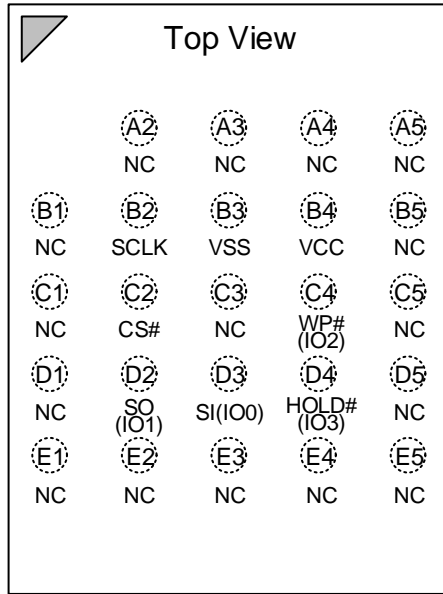 Top View
A2 A3 A4 A5
NC NC NC NC
B1 B2 B3 B4 B5
NC SCLK VSS VCC NC
C1 C2 C3 C4 C5
NC CS# NC WP# NC
(IO2)
D1 D2 D3 D4 D5
NC SO SI(IO0) HOLD# NC
(IO1) (IO3)
E1 E2 E3 E4 E5
NC NC NC NC NC